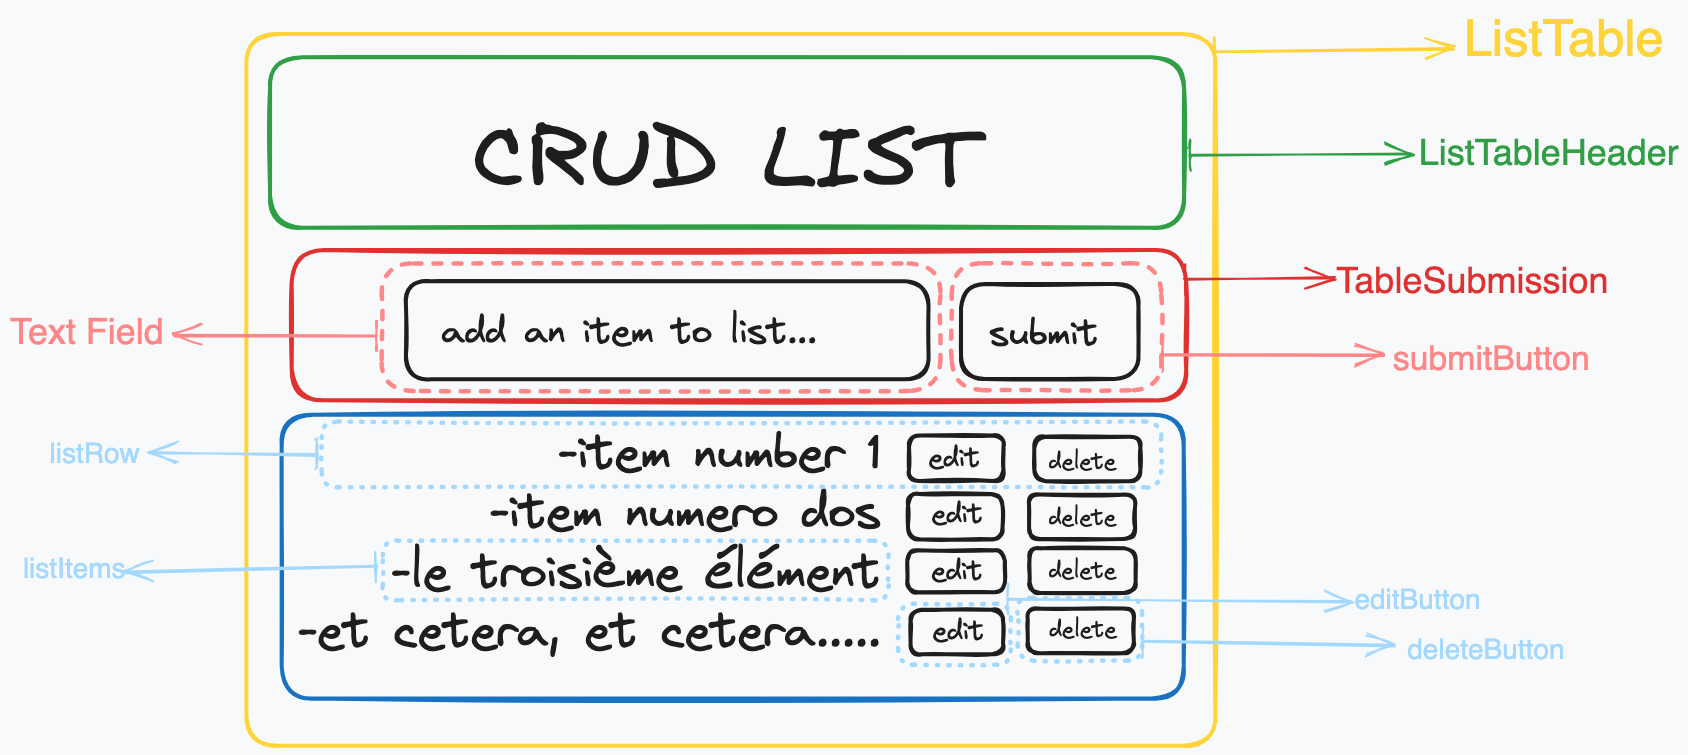 ListTable
CRUD LIST
ListTableHeader
TableSubmission
Text Field
add an item to list...
submit
submitButton
listRow
-item number 1 edit delete
-item numero dos edit delete
listItems
-le troisième élément edit delete
editButton
-et cetera, et cetera..... edit delete
deleteButton